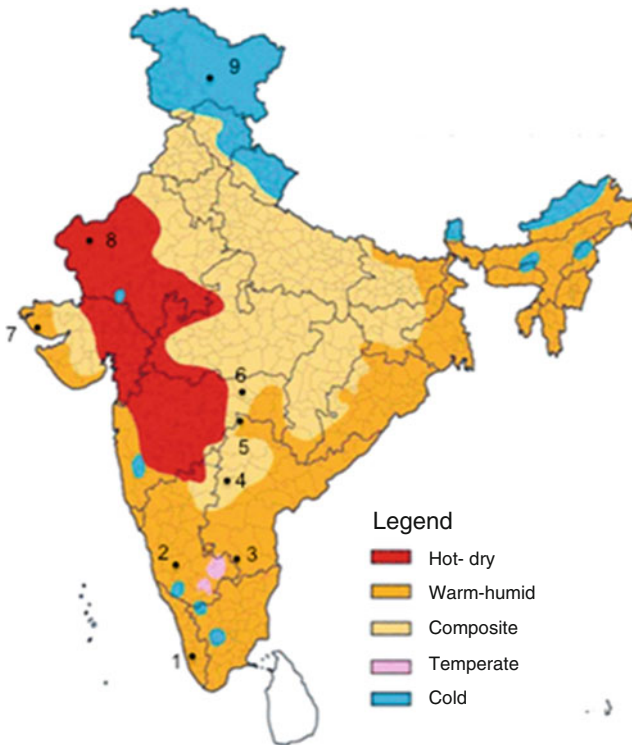 9
8
7
6
5
4
2
3
1
Legend
Hot- dry
Warm-humid
Composite
Temperate
Cold